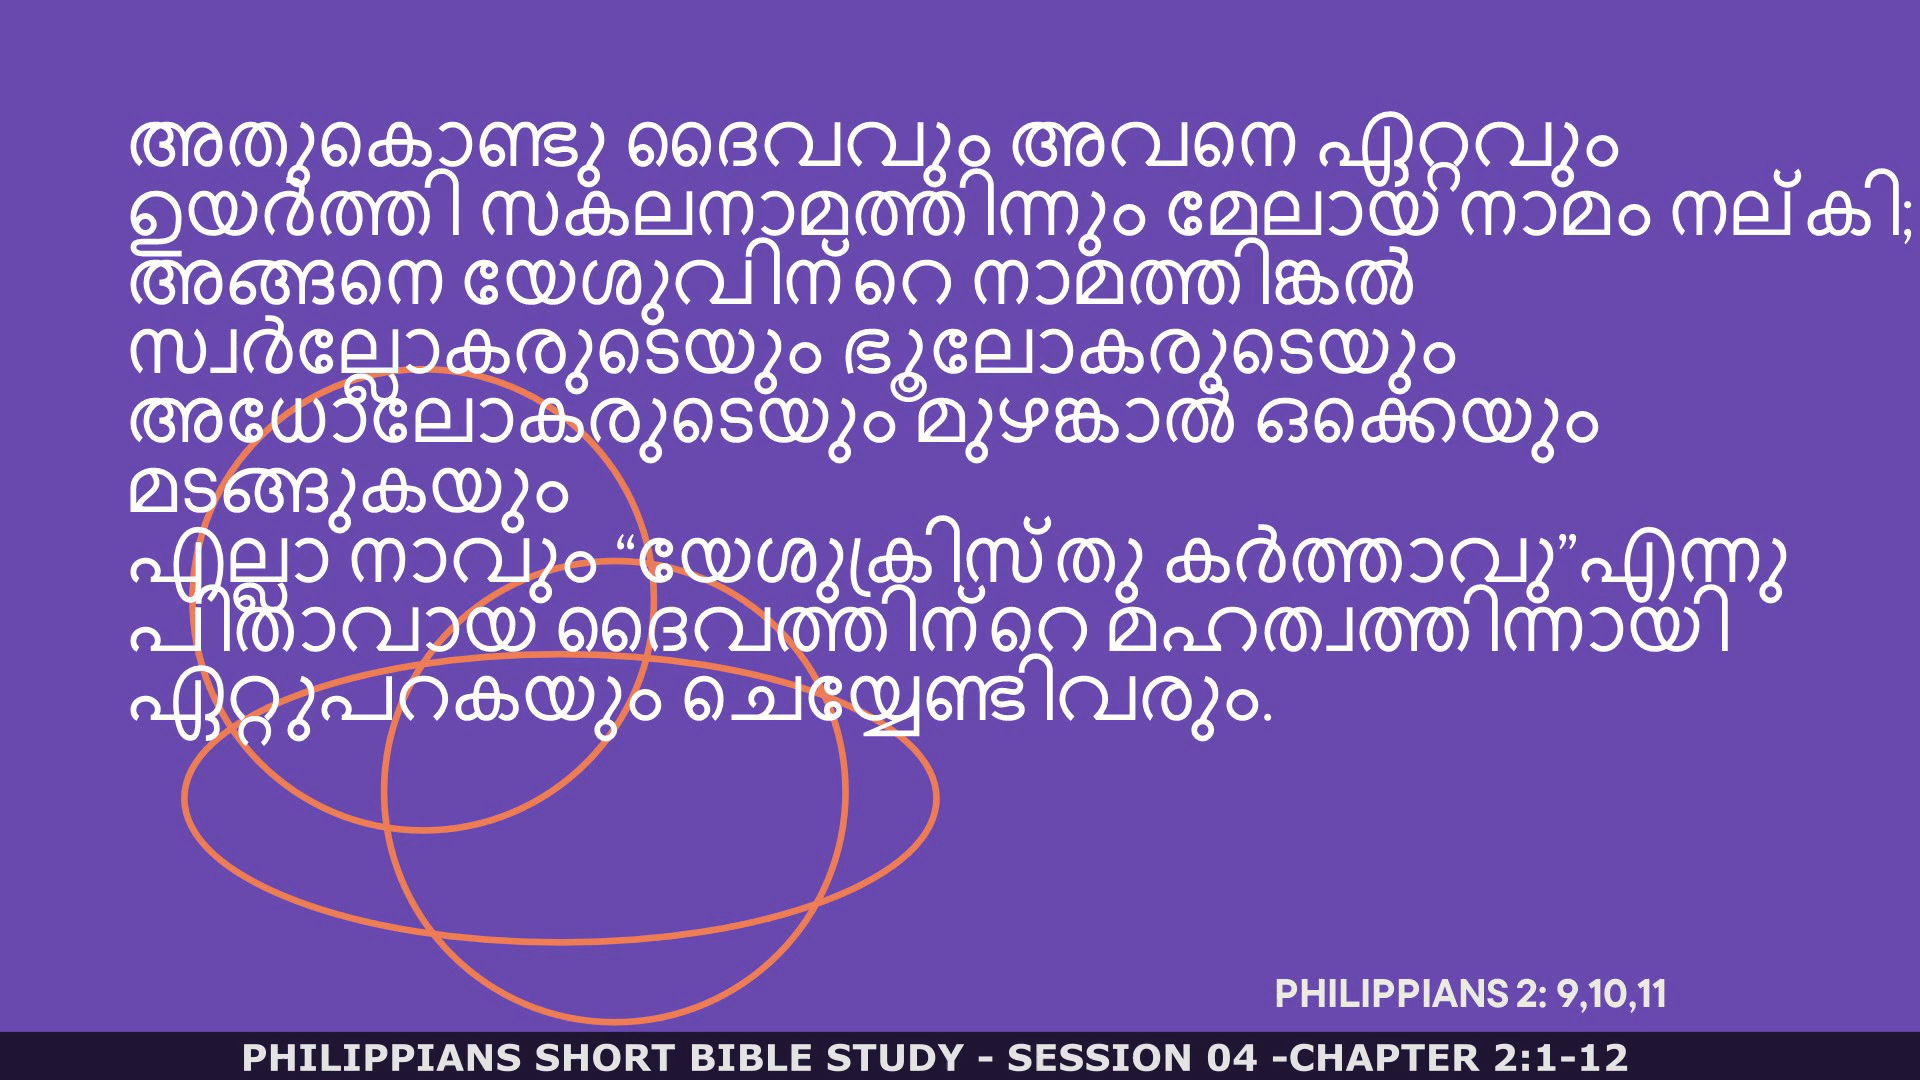 അതുകൊണ്ടു ദൈവവും അവനെ ഏറ്റവും
ഉയർത്തി സകലനാമത്തിന്നും മേലായ നാമം നല്കി;
അങ്ങനെ യേശുവിന്റെ നാമത്തിങ്കൽ
സ്വർല്ലോകരുടെയും ഭൂലോകരുടെയും
അധോലോകരുടെയും മുഴങ്കാൽ ഒക്കെയും
മടങ്ങുകയും
എല്ലാ നാവും “യേശുക്രിസ്തു കർത്താവു”എന്നു
പിതാവായ ദൈവത്തിന്റെ മഹത്വത്തിന്നായി
ഏറ്റുപറകയും ചെയ്യേണ്ടിവരും.
PHILIPPIANS 2: 9,10,11
PHILIPPIANS SHORT BIBLE STUDY - SESSION 04 -CHAPTER 2:1-12